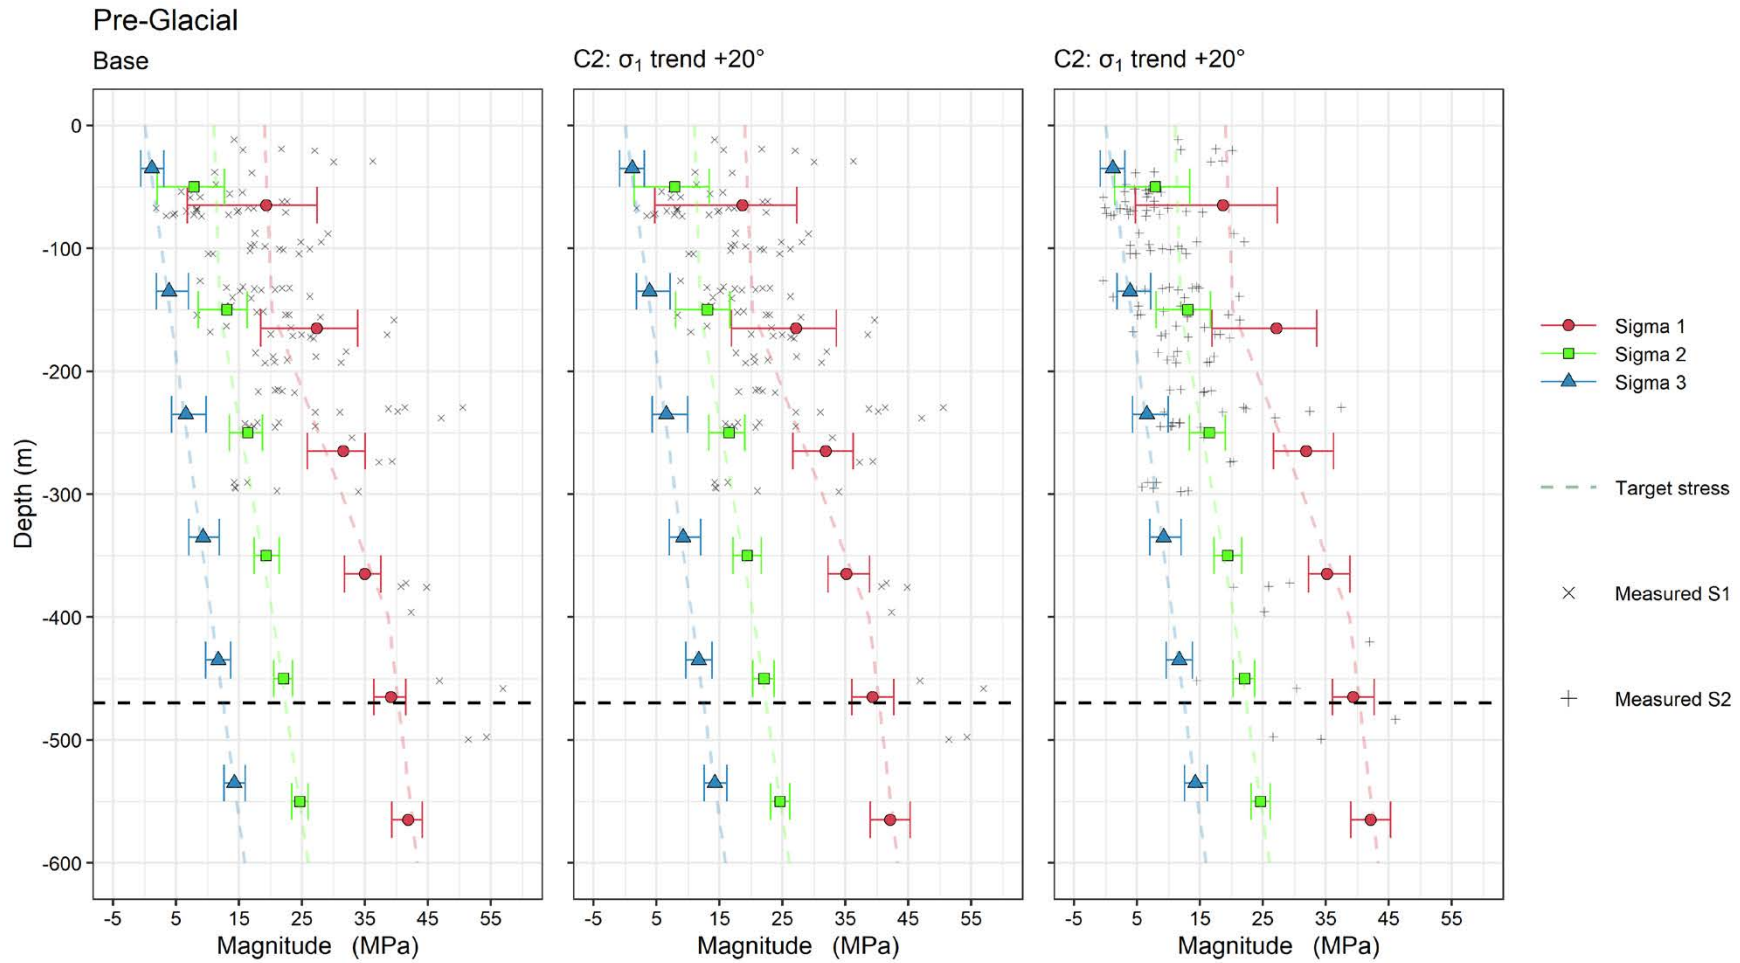 Pre-Glacial
Base
C2: σ₁ trend +20°
C2: σ₁ trend +20°
Depth (m)
0
-100
-200
-300
-400
-500
-600
-5 5 15 25 35 45 55
-5 5 15 25 35 45 55
-5 5 15 25 35 45 55
Magnitude (MPa)
Magnitude (MPa)
Magnitude (MPa)
Sigma 1
Sigma 2
Sigma 3
Target stress
Measured S1
Measured S2